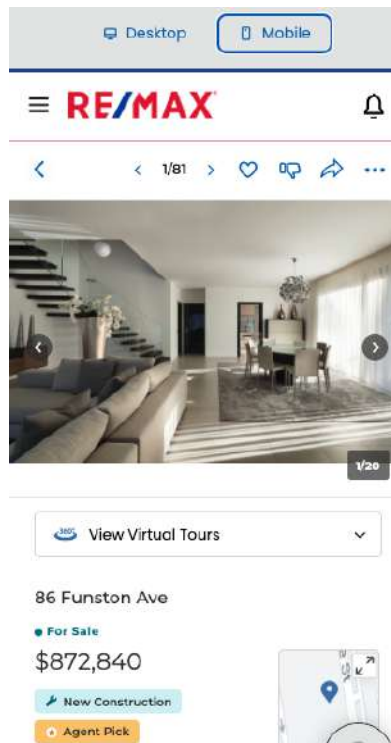 Desktop Mobile
RE/MAX
1/81
1/20
360° View Virtual Tours
86 Funston Ave
For Sale
$872,840
New Construction
Agent Pick